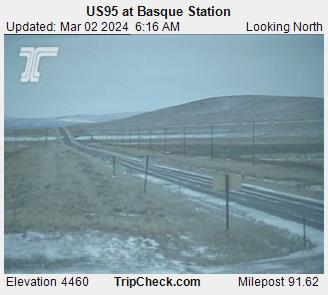 US95 at Basque Station
Updated: Mar 02 2024 6:16 AM Looking North
Elevation 4460 TripCheck.com Milepost 91.62